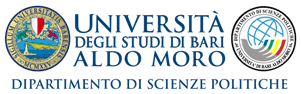 UNIVERSITÀ
DEGLI STUDI DI BARI
ALDO MORO
DIPARTIMENTO DI SCIENZE POLITICHE